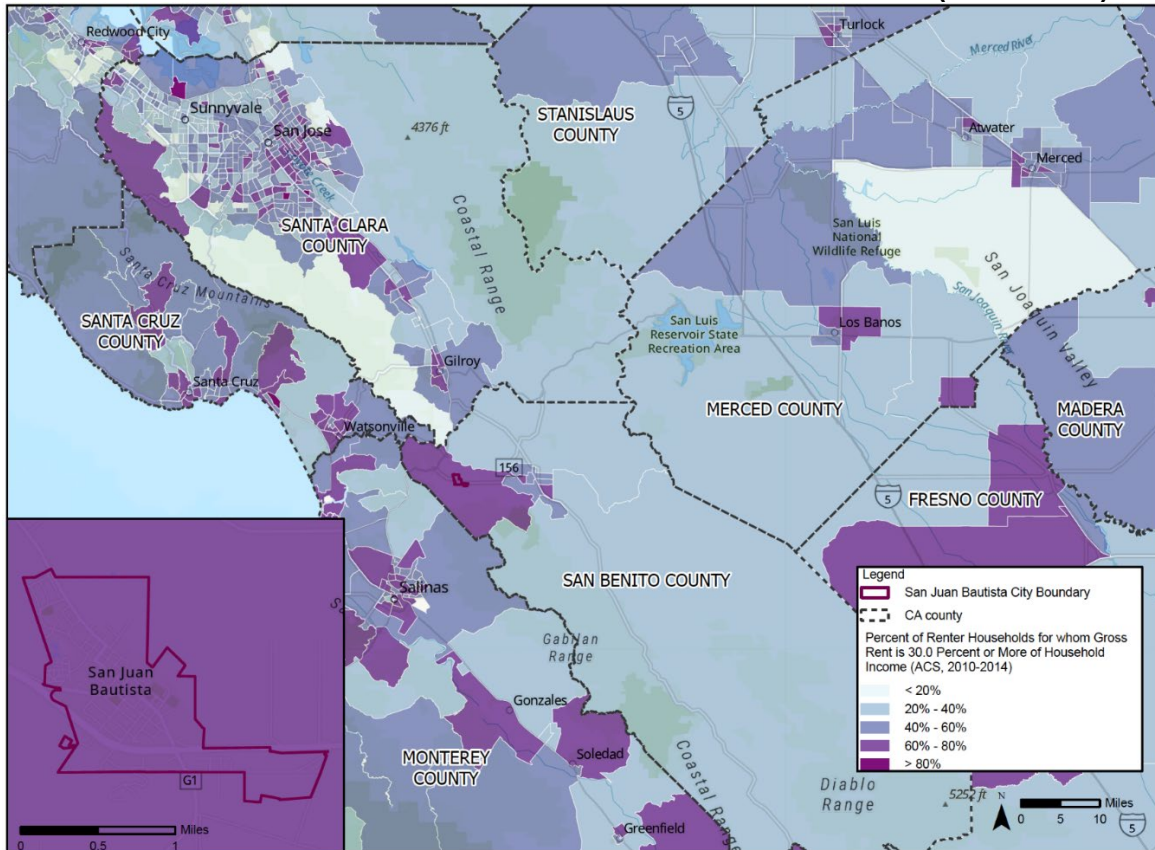 Redwood City
Sunnyvale
San José
4376 ft
STANISLAUS
COUNTY
5
Turlock
Merced River
Atwater
Merced
SANTA CLARA
COUNTY
Coastal Range
San Luis
National
Wildlife Refuge
San Joaquin Valley
Santa Cruz Mountains
SANTA CRUZ
COUNTY
Santa Cruz
Gilroy
San Luis
Reservoir State
Recreation Area
Los Banos
Watsonville
MERCED COUNTY
MADERA
COUNTY
156
5
FRESNO COUNTY
SAN BENITO COUNTY
Salinas
Gabilan
Range
Gonzales
Soledad
MONTEREY
COUNTY
Coastal Range
Greenfield
Diablo
Range
5252 ft
5
San Juan
Bautista
G1
0 0.5 1 Miles
Legend
San Juan Bautista City Boundary
CA county
Percent of Renter Households for whom Gross
Rent is 30.0 Percent or More of Household
Income (ACS, 2010-2014)
< 20%
20% - 40%
40% - 60%
60% - 80%
> 80%
N
0 5 10 Miles